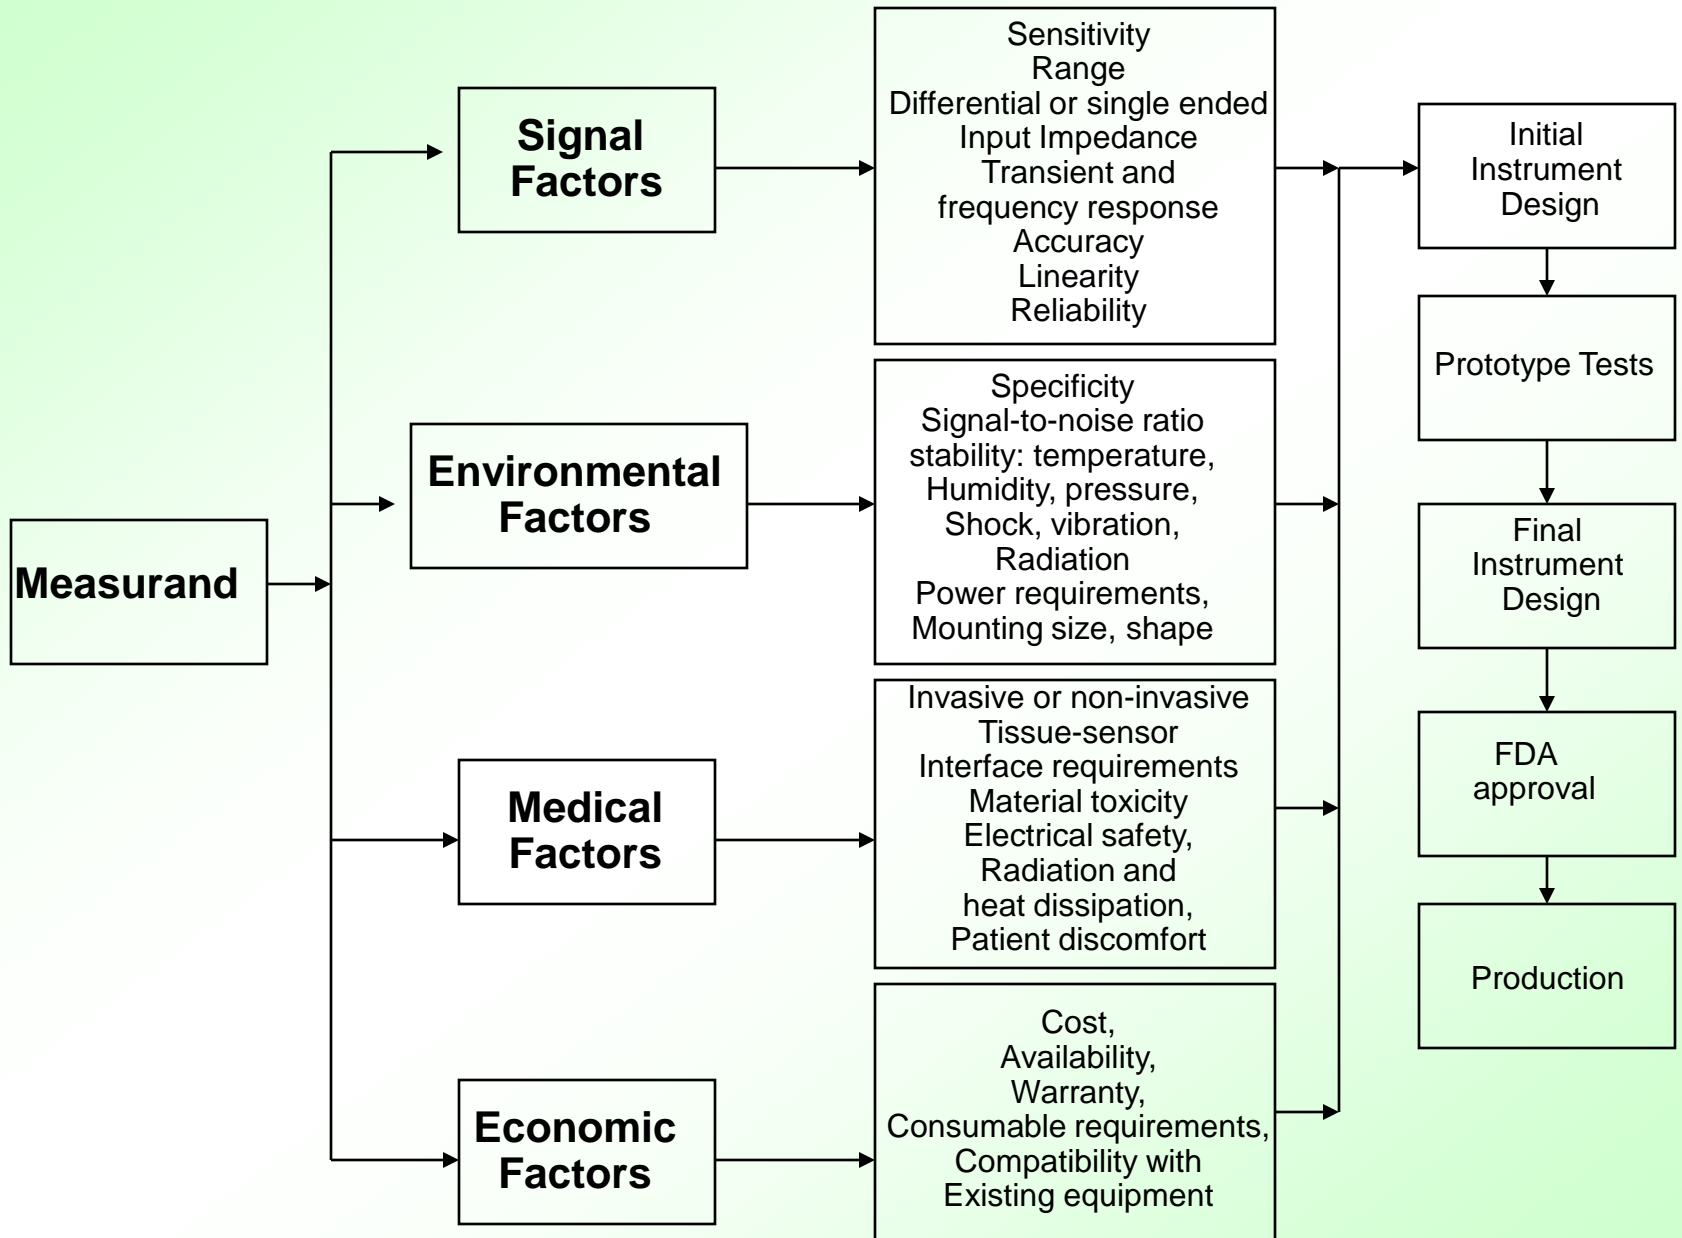 Measurand
Signal
Factors
Environmental
Factors
Medical
Factors
Economic
Factors
Sensitivity
Range
Differential or single ended
Input Impedance
Transient and
frequency response
Accuracy
Linearity
Reliability
Specificity
Signal-to-noise ratio
stability: temperature,
Humidity, pressure,
Shock, vibration,
Radiation
Power requirements,
Mounting size, shape
Invasive or non-invasive
Tissue-sensor
Interface requirements
Material toxicity
Electrical safety,
Radiation and
heat dissipation,
Patient discomfort
Cost,
Availability,
Warranty,
Consumable requirements,
Compatibility with
Existing equipment
Initial
Instrument
Design
Prototype Tests
Final
Instrument
Design
FDA
approval
Production